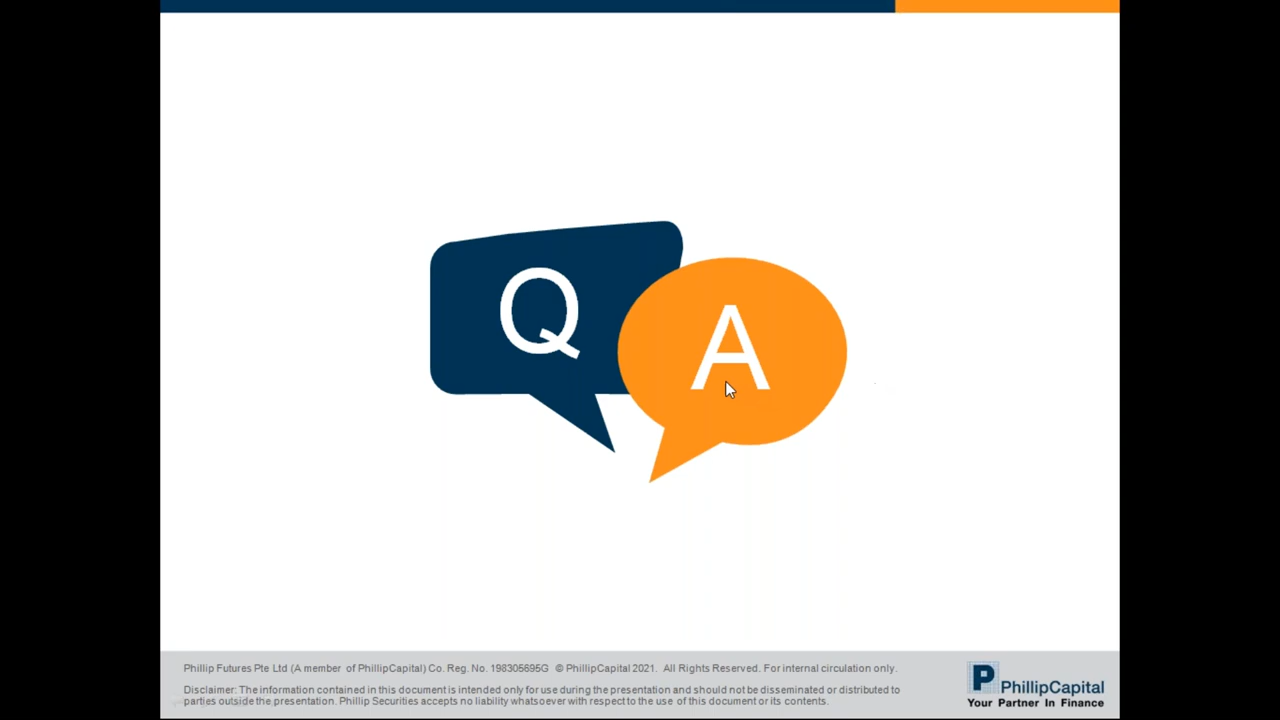 Q
A
Phillip Futures Pte Ltd (A member of PhillipCapital) Co. Reg. No. 198305695G © PhillipCapital 2021. All Rights Reserved. For internal circulation only.
Disclaimer: The information contained in this document is intended only for use during the presentation and should not be disseminated or distributed to
parties outside the presentation. Phillip Securities accepts no liability whatsoever with respect to the use of this document or its contents.
P
PhillipCapital
Your Partner In Finance